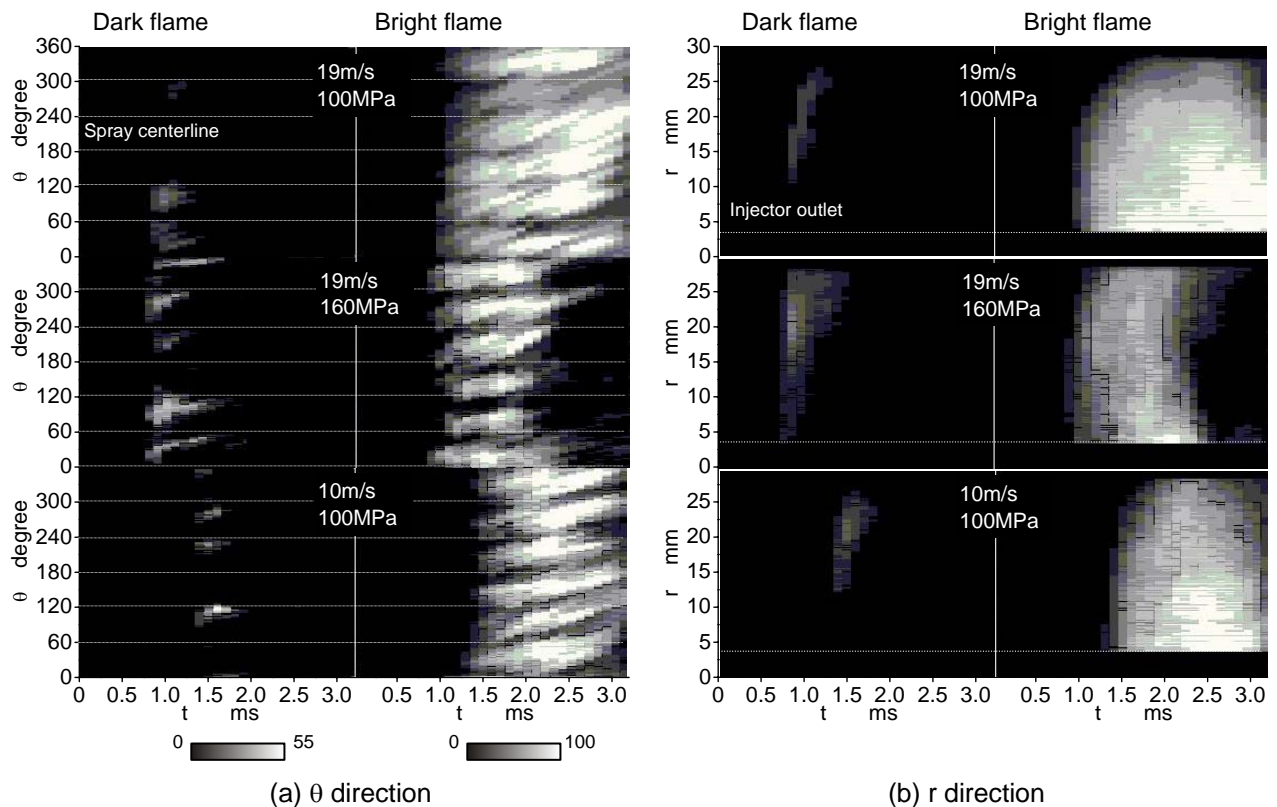 Dark flame Bright flame
Dark flame Bright flame
360
300
240
180
120
60
0
300
240
180
120
60
0
300
240
180
120
60
0
θ degree
θ degree
θ degree
19m/s
100MPa
Spray centerline
19m/s
160MPa
10m/s
100MPa
0 0.5 1.0 1.5 2.0 2.5 3.0 0.5 1.0 1.5 2.0 2.5 3.0
t ms t ms
0 55 0 100
(a) θ direction
30
25
20
15
10
5
0
25
20
15
10
5
0
25
20
15
10
5
0
r mm
r mm
r mm
19m/s
100MPa
Injector outlet
19m/s
160MPa
10m/s
100MPa
0 0.5 1.0 1.5 2.0 2.5 3.0 0.5 1.0 1.5 2.0 2.5 3.0
t ms t ms
(b) r direction